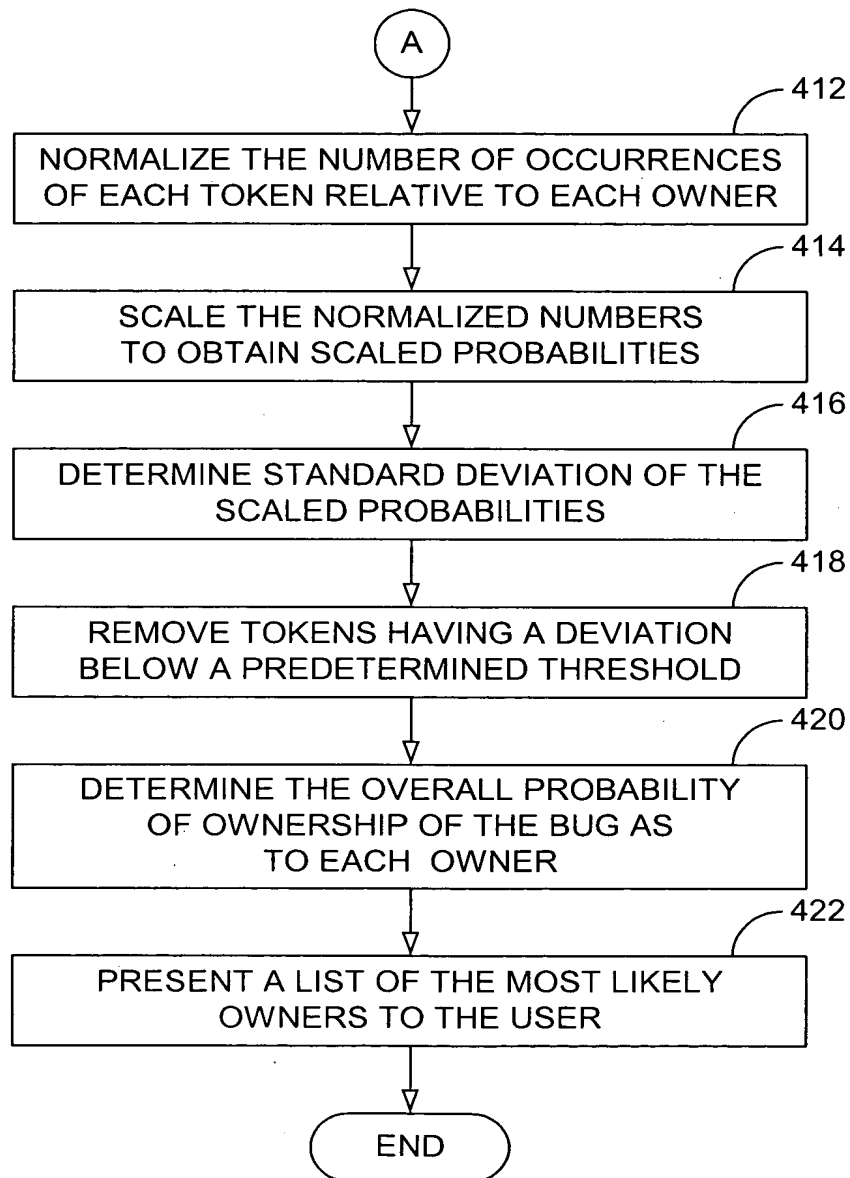 A
412
NORMALIZE THE NUMBER OF OCCURRENCES
OF EACH TOKEN RELATIVE TO EACH OWNER
414
SCALE THE NORMALIZED NUMBERS
TO OBTAIN SCALED PROBABILITIES
416
DETERMINE STANDARD DEVIATION OF THE
SCALED PROBABILITIES
418
REMOVE TOKENS HAVING A DEVIATION
BELOW A PREDETERMINED THRESHOLD
420
DETERMINE THE OVERALL PROBABILITY
OF OWNERSHIP OF THE BUG AS
TO EACH OWNER
422
PRESENT A LIST OF THE MOST LIKELY
OWNERS TO THE USER
END